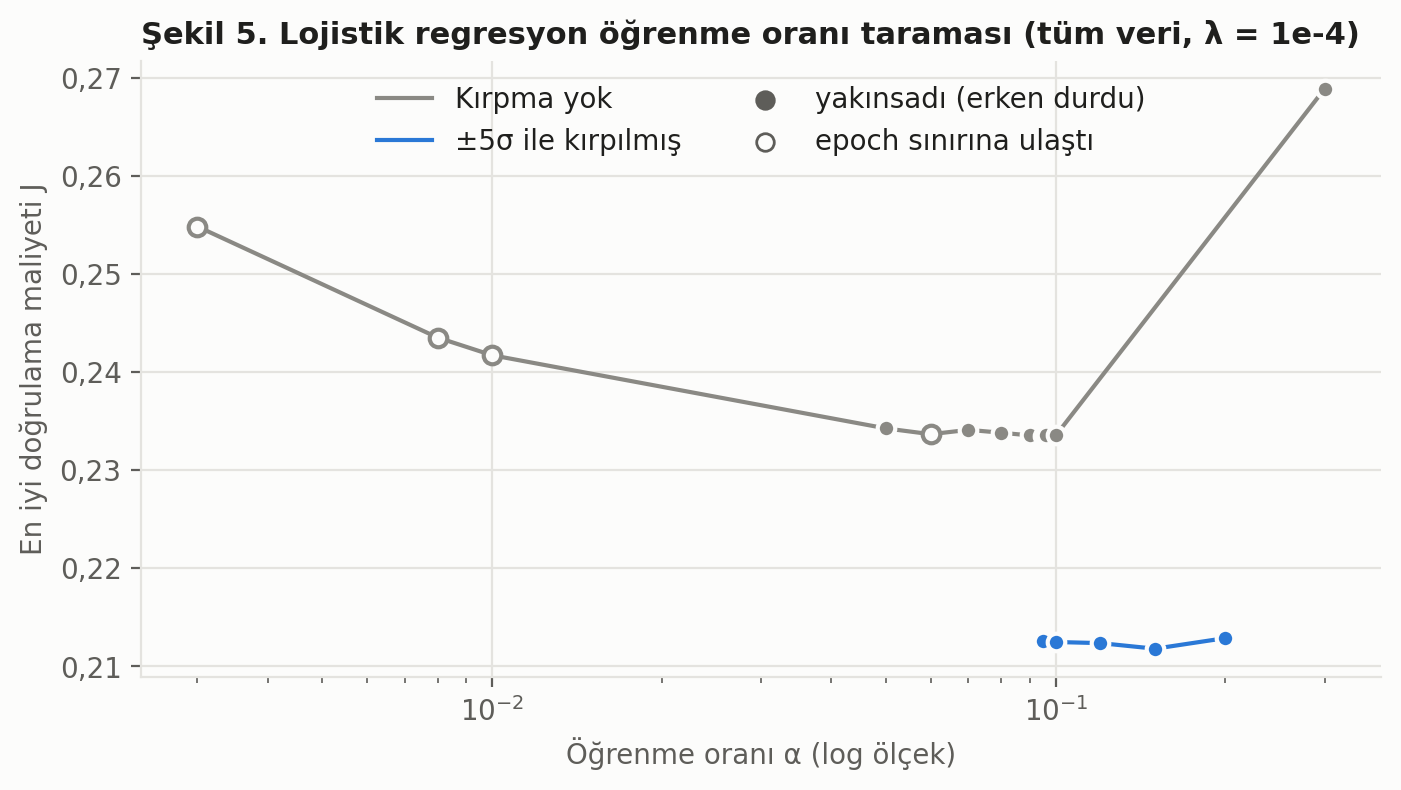 Şekil 5. Lojistik regresyon öğrenme oranı taraması (tüm veri, λ = 1e-4)
Kırpma yok
±5σ ile kırpılmış
yakınsadı (erken durdu)
epoch sınırına ulaştı
En iyi doğrulama maliyeti J
0,27
0,26
0,25
0,24
0,23
0,22
0,21
10⁻²
10⁻¹
Öğrenme oranı α (log ölçek)